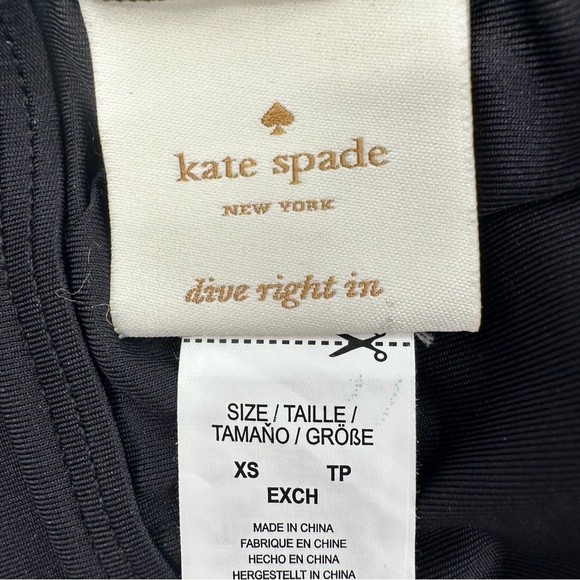 kate spade
NEW YORK
dive right in
SIZE / TAILLE /
TAMAŇO / GRÖßE
XS TP
EXCH
MADE IN CHINA
FABRIQUE EN CHINE
HECHO EN CHINA
HERGESTELLT IN CHINA